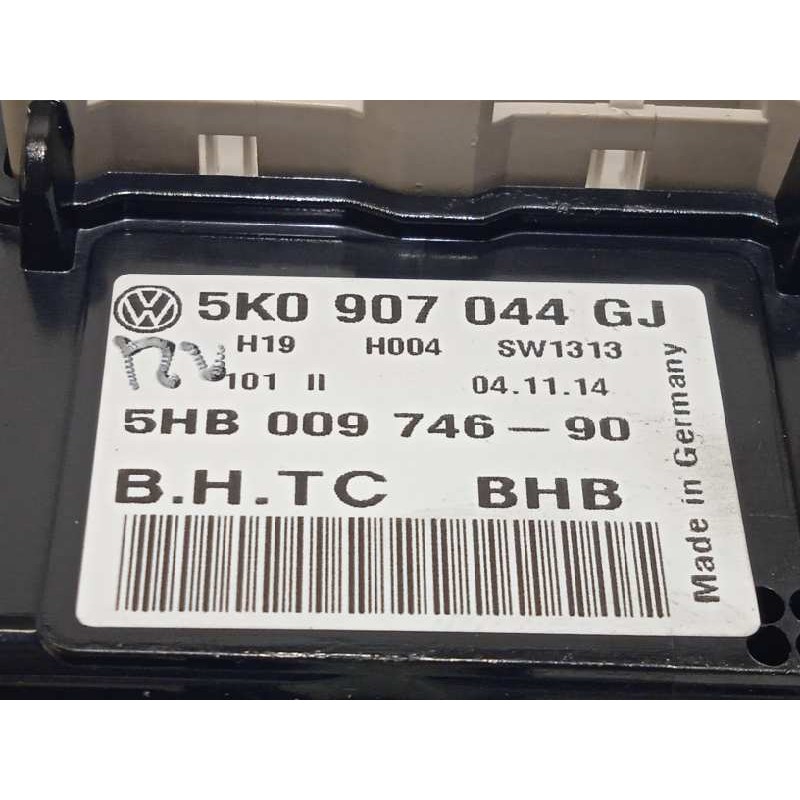 5K0 907 044 GJ
H19 H004 SW1313
101 II 04.11.14
5HB 009 746-90
B.H.TC BHB
Made in Germany